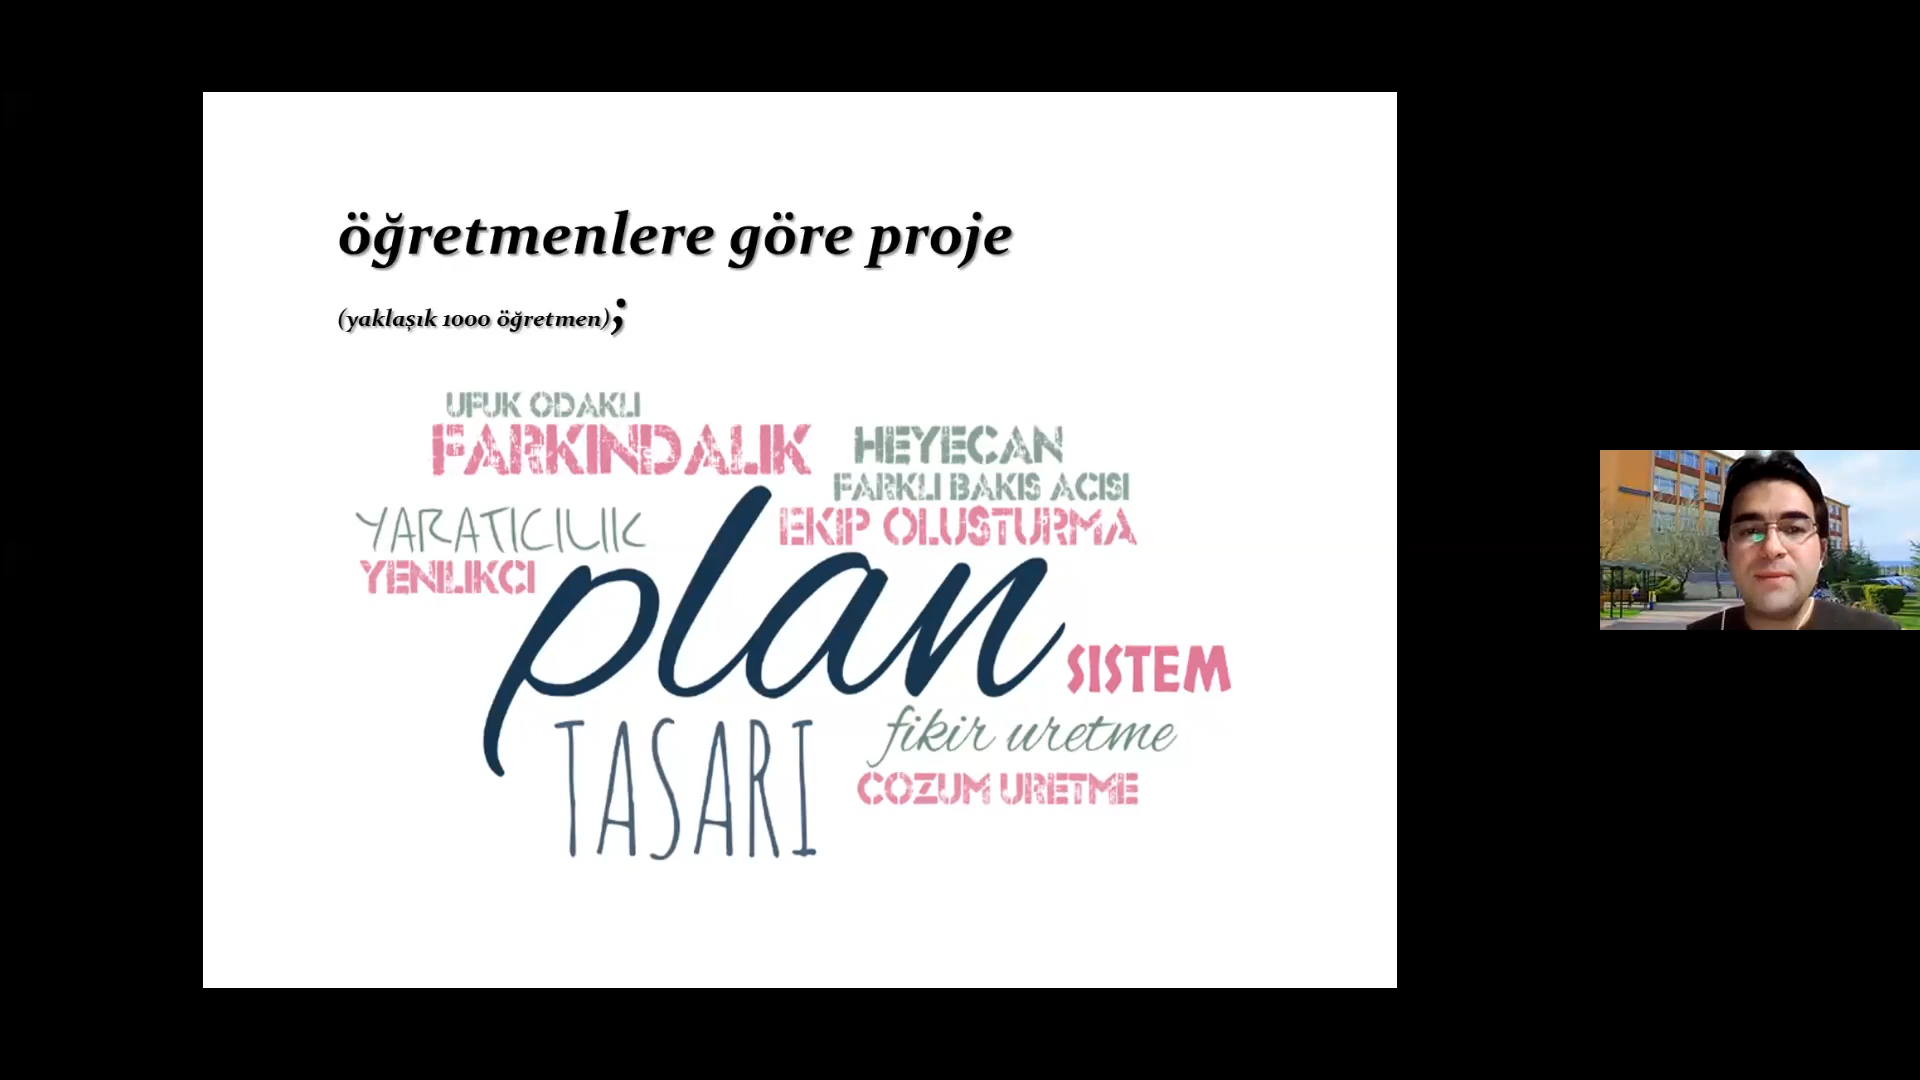 öğretmenlere göre proje
(yaklaşık 1000 öğretmen);
UFUK ODAKLI
FARKINDALIK
HEYECAN
FARKLI BAKIS ACISI
YARATICILIK
EKIP OLUSTURMA
YENILIKCI
plan
SISTEM
TASARI
fikir uretme
COZUM URETME